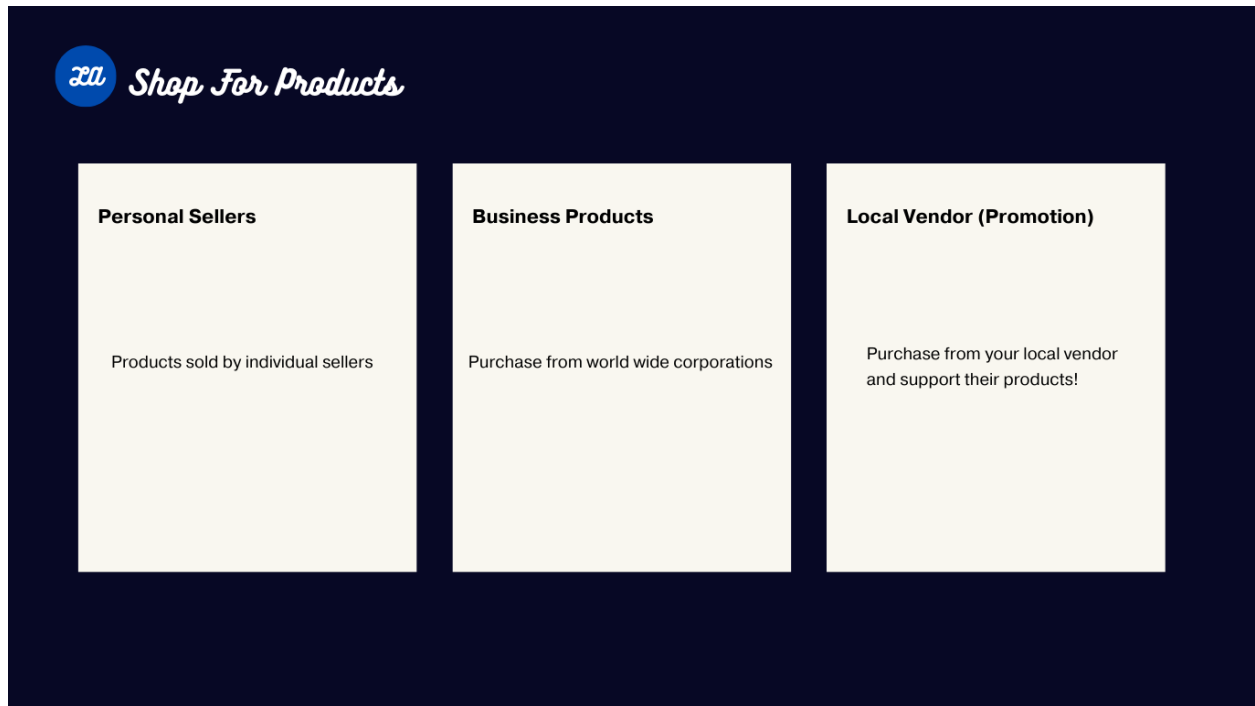 LA
Shop For Products
Personal Sellers
Products sold by individual sellers
Business Products
Purchase from world wide corporations
Local Vendor (Promotion)
Purchase from your local vendor
and support their products!